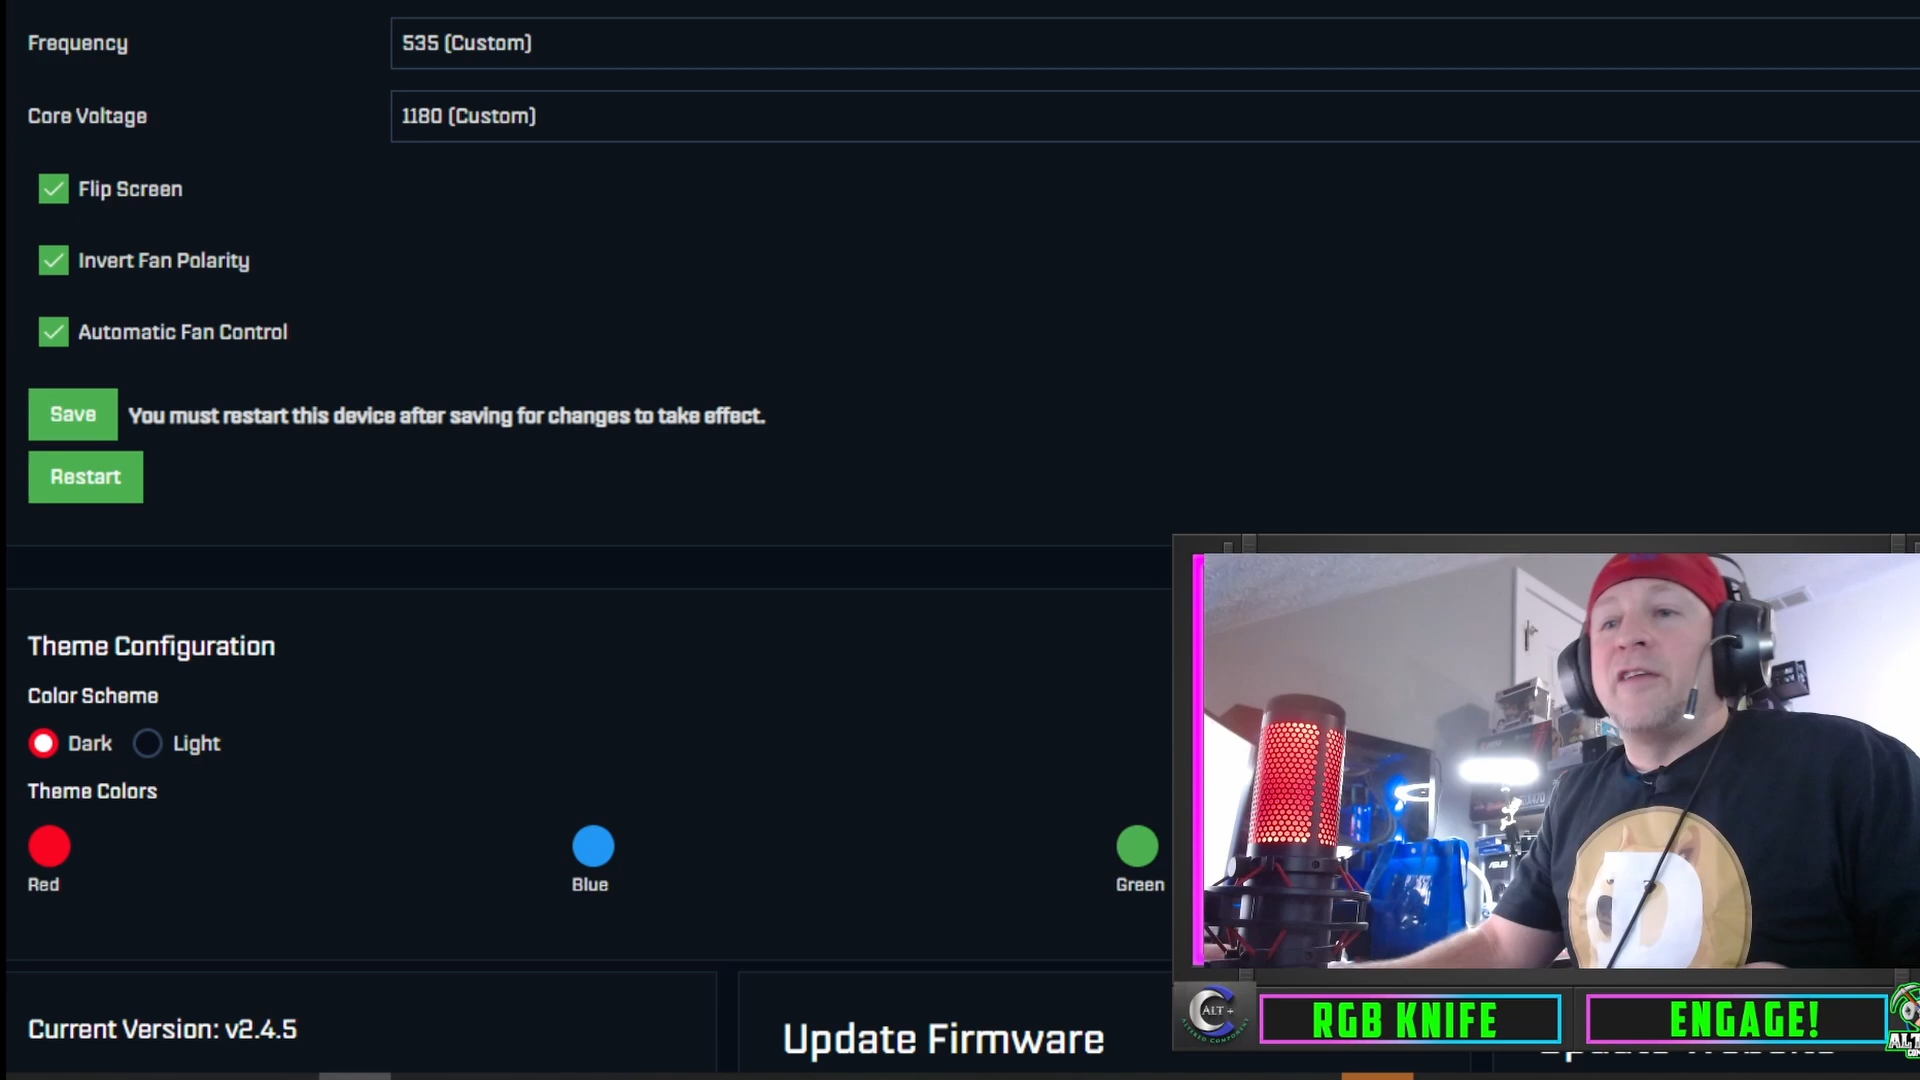 Frequency
535 (Custom)
Core Voltage
1180 (Custom)
Flip Screen
Invert Fan Polarity
Automatic Fan Control
Save
You must restart this device after saving for changes to take effect.
Restart
Theme Configuration
Color Scheme
Dark
Light
Theme Colors
Red
Blue
Green
Current Version: v2.4.5
Update Firmware
ALT +
RGB KNIFE
ENGAGE!
ASUS